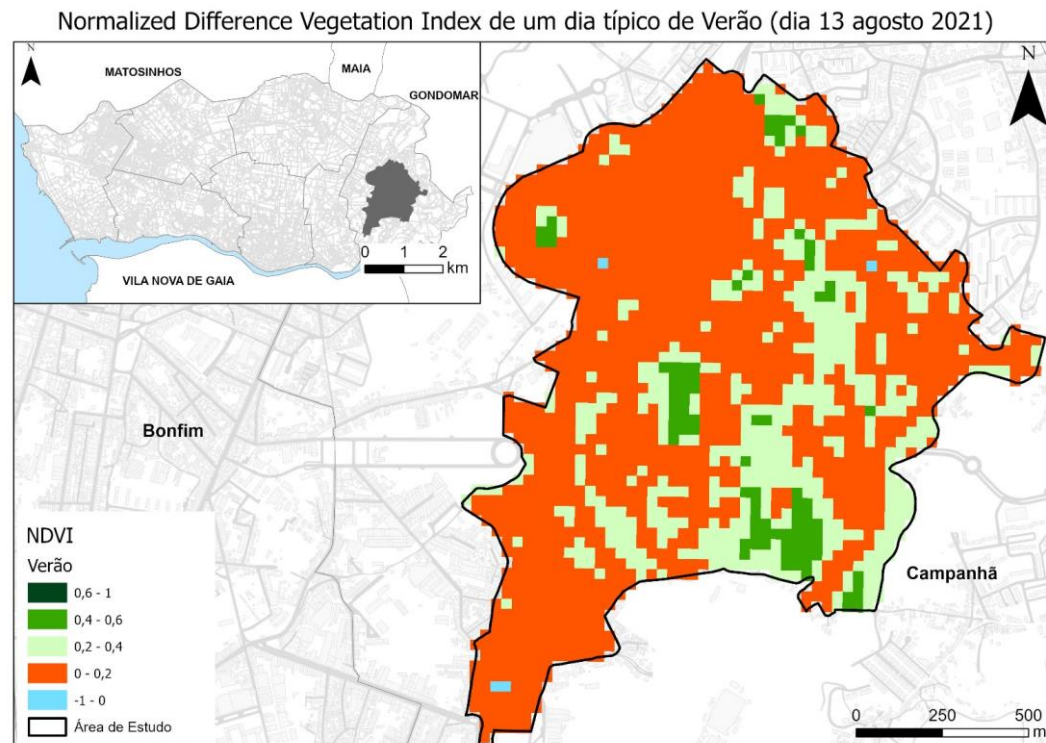 Normalized Difference Vegetation Index de um dia típico de Verão (dia 13 agosto 2021)
N
MATOSINHOS
MAIA
GONDOMAR
VILA NOVA DE GAIA
0 1 2
km
N
Bonfim
Campanhã
NDVI
Verão
0,6 - 1
0,4 - 0,6
0,2 - 0,4
0 - 0,2
-1 - 0
Área de Estudo
0 250 500
m